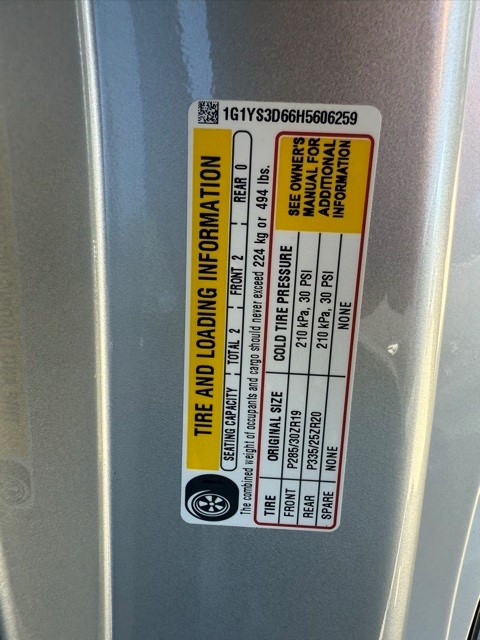 1G1YS3D66H5606259
TIRE AND LOADING INFORMATION
SEATING CAPACITY TOTAL 2 FRONT 2 REAR 0
The combined weight of occupants and cargo should never exceed 224 kg or 494 lbs.
TIRE ORIGINAL SIZE COLD TIRE PRESSURE
FRONT P285/30ZR19 210 kPa, 30 PSI
REAR P335/25ZR20 210 kPa, 30 PSI
SPARE NONE NONE
SEE OWNER'S
MANUAL FOR
ADDITIONAL
INFORMATION